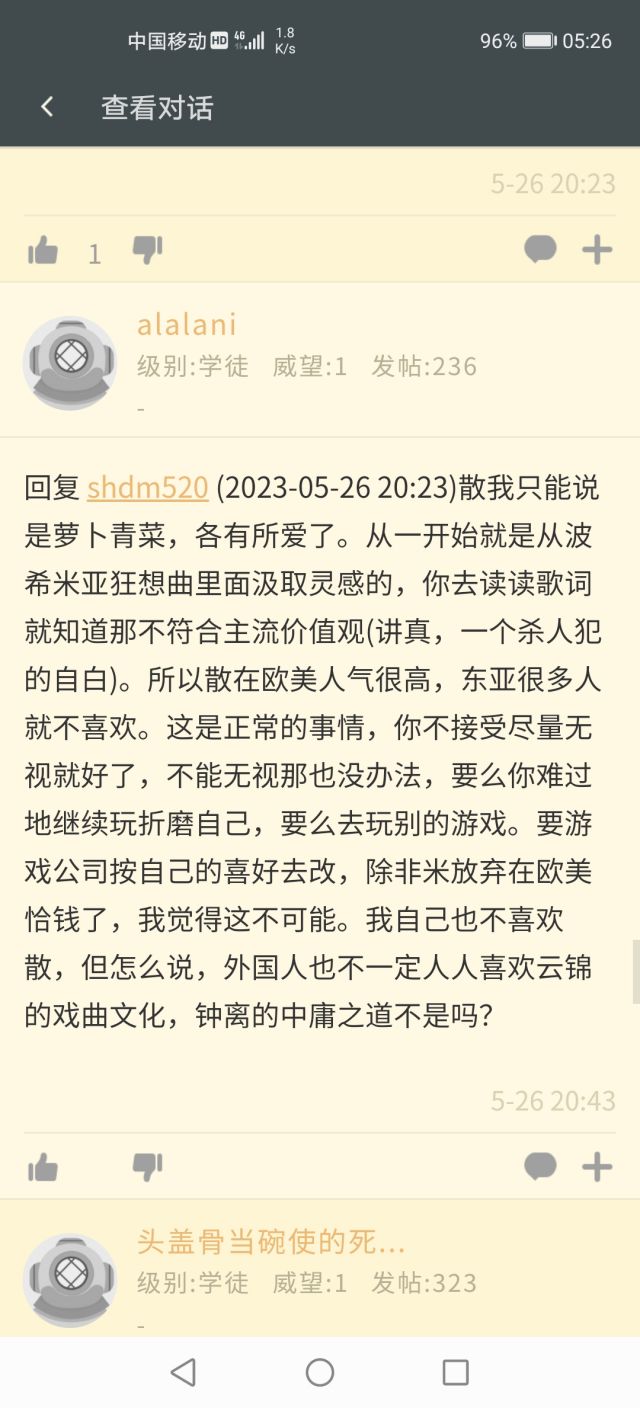 中国移动 HD 4G 1.8 K/s 96% 05:26
查看对话
5-26 20:23
1
alalani
级别:学徒 威望:1 发帖:236
-
回复 shdm520 (2023-05-26 20:23)散我只能说
是萝卜青菜，各有所爱了。从一开始就是从波
希米亚狂想曲里面汲取灵感的，你去读读歌词
就知道那不符合主流价值观(讲真，一个杀人犯
的自白)。所以散在欧美人气很高，东亚很多人
就不喜欢。这是正常的事情，你不接受尽量无
视就好了，不能无视那也没办法，要么你难过
地继续玩折磨自己，要么去玩别的游戏。要游
戏公司按自己的喜好去改，除非米放弃在欧美
恰钱了，我觉得这不可能。我自己也不喜欢
散，但怎么说，外国人也不一定人人喜欢云锦
的戏曲文化，钟离的中庸之道不是吗？
5-26 20:43
头盖骨当碗使的死...
级别:学徒 威望:1 发帖:323
-